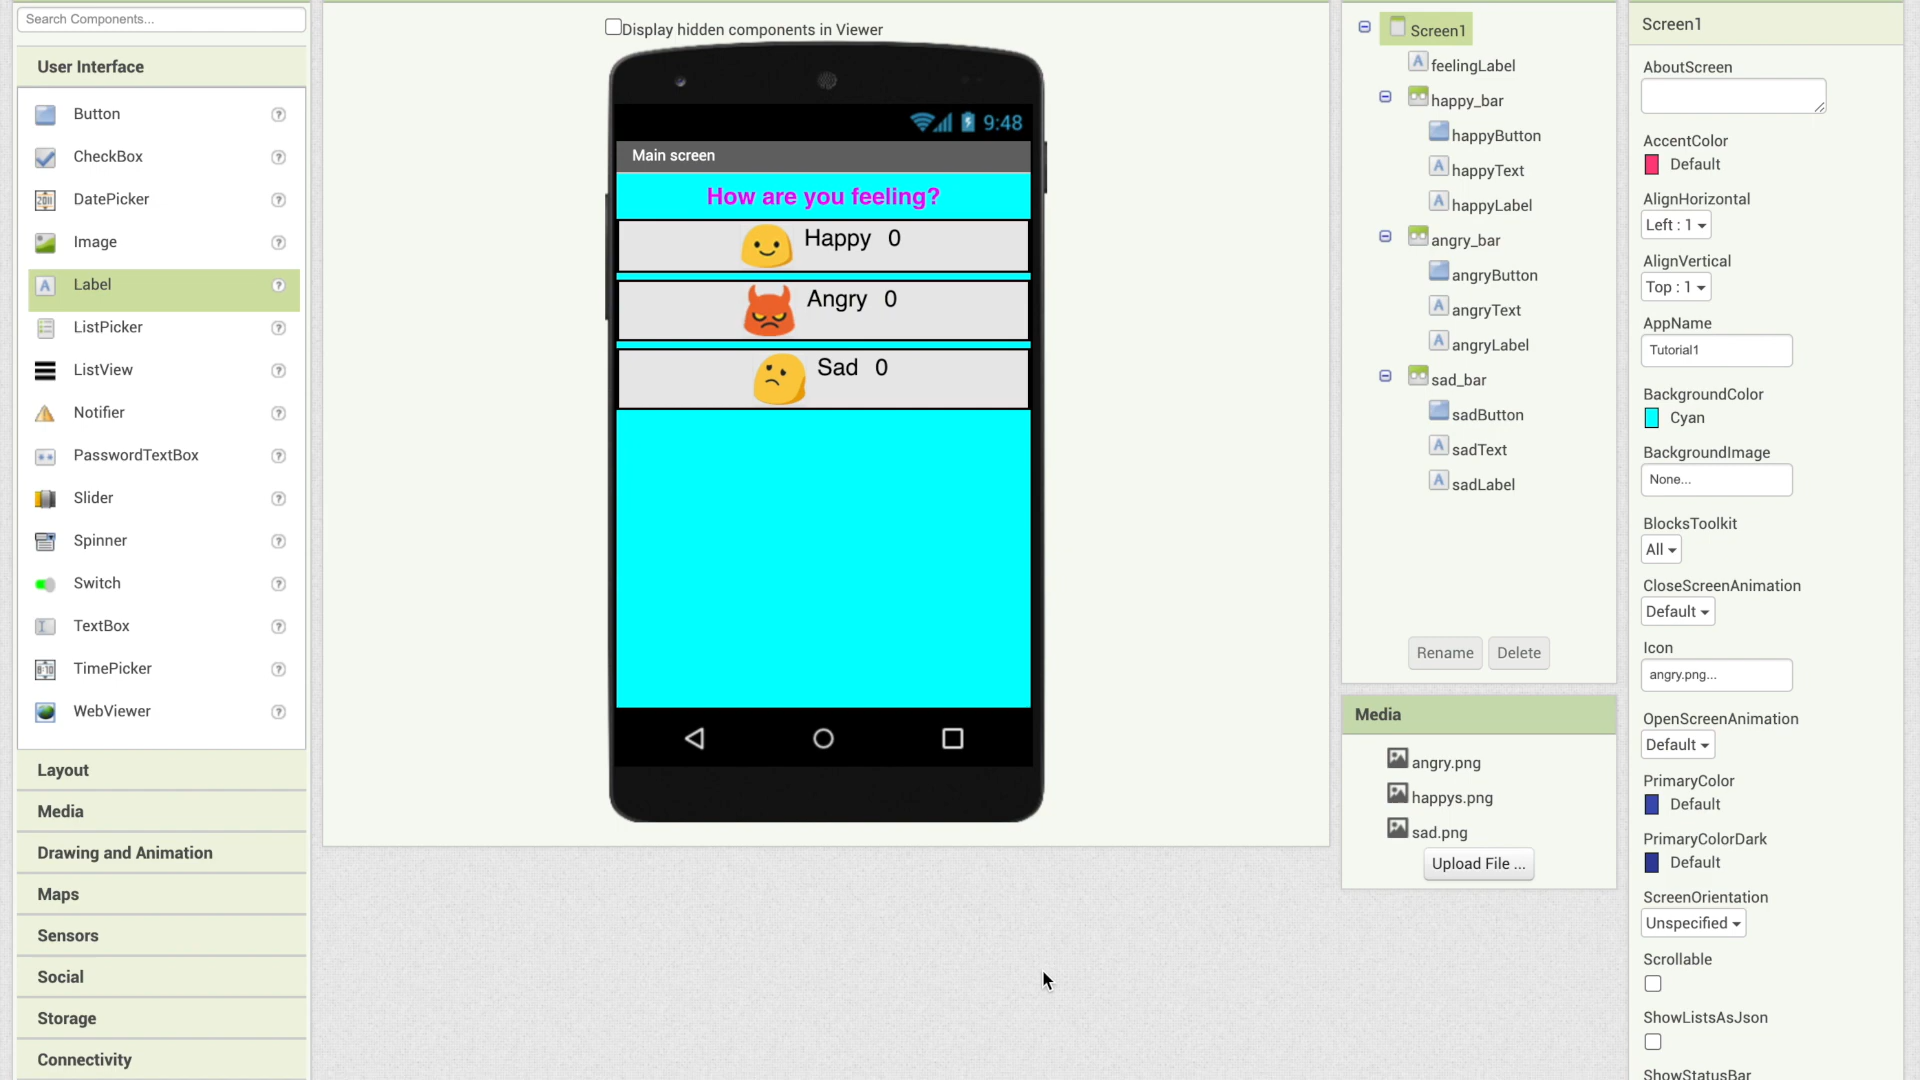 Search Components...
User Interface
Button
CheckBox
DatePicker
Image
Label
ListPicker
ListView
Notifier
PasswordTextBox
Slider
Spinner
Switch
TextBox
TimePicker
WebViewer
Layout
Media
Drawing and Animation
Maps
Sensors
Social
Storage
Connectivity
Display hidden components in Viewer
9:48
Main screen
How are you feeling?
Happy 0
Angry 0
Sad 0
Screen1
feelingLabel
happy_bar
happyButton
happyText
happyLabel
angry_bar
angryButton
angryText
angryLabel
sad_bar
sadButton
sadText
sadLabel
Rename Delete
Media
angry.png
happys.png
sad.png
Upload File ...
Screen1
AboutScreen
AccentColor
Default
AlignHorizontal
Left : 1
AlignVertical
Top : 1
AppName
Tutorial1
BackgroundColor
Cyan
BackgroundImage
None...
BlocksToolkit
All
CloseScreenAnimation
Default
Icon
angry.png...
OpenScreenAnimation
Default
PrimaryColor
Default
PrimaryColorDark
Default
ScreenOrientation
Unspecified
Scrollable
ShowListsAsJson
ShowStatusBar